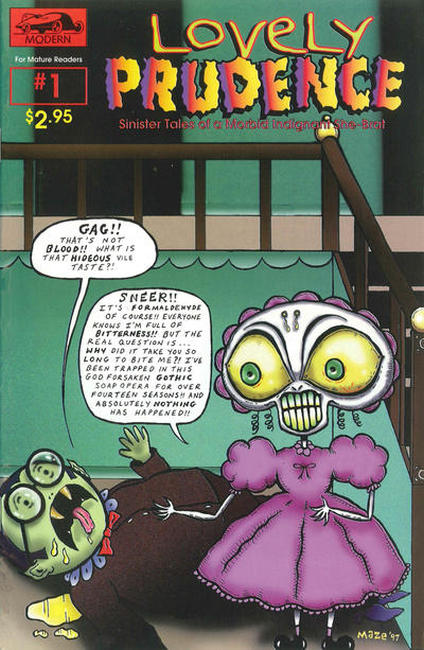 MODERN
For Mature Readers
#1
$2.95
LOVELY
PRUDENCE
Sinister Tales of a Morbid Indignant She-Brat
GAG!!
THAT'S NOT
BLOOD!! WHAT IS
THAT HIDEOUS VILE
TASTE?!
SNEER!!
IT'S FORMALDEHYDE
OF COURSE!! EVERYONE
KNOWS I'M FULL OF
BITTERNESS!! BUT THE
REAL QUESTION IS...
WHY DID IT TAKE YOU SO
LONG TO BITE ME?! I'VE
BEEN TRAPPED IN THIS
GOD FORSAKEN GOTHIC
SOAP OPERA FOR OVER
FOURTEEN SEASONS!! AND
ABSOLUTELY NOTHING
HAS HAPPENED!!
MAZE '97